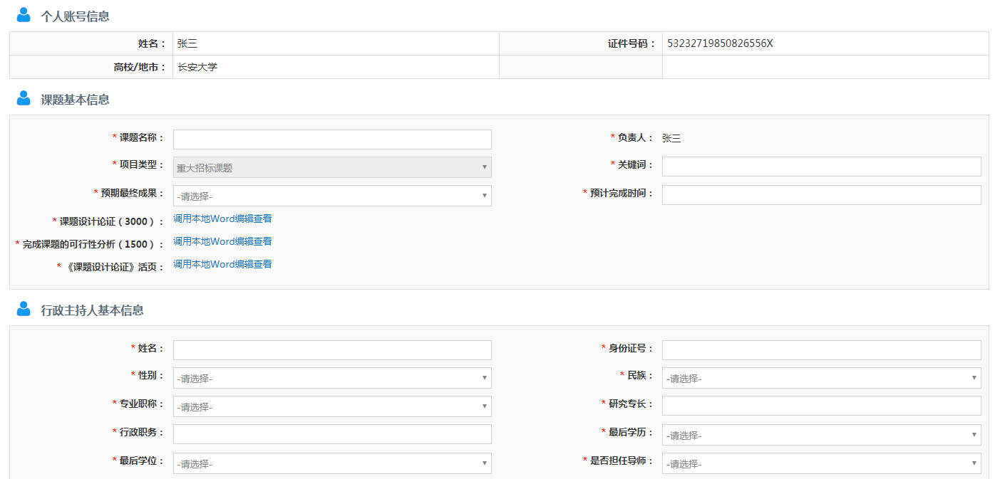 个人账号信息
姓名： 张三 证件号码： 53232719850826556X
高校/地市： 长安大学
课题基本信息
* 课题名称： * 负责人： 张三
* 项目类型： 重大招标课题 * 关键词：
* 预期最终成果： -请选择- * 预计完成时间：
* 课题设计论证（3000）： 调用本地Word编辑查看
* 完成课题的可行性分析（1500）： 调用本地Word编辑查看
* 《课题设计论证》活页： 调用本地Word编辑查看
行政主持人基本信息
* 姓名： * 身份证号：
* 性别： -请选择- * 民族： -请选择-
* 专业职称： -请选择- * 研究专长：
* 行政职务： * 最后学历： -请选择-
* 最后学位： -请选择- * 是否担任导师： -请选择-